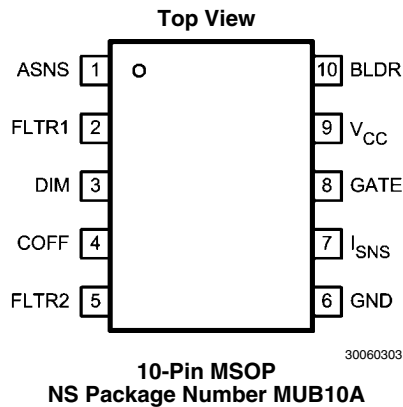 Top View
ASNS 1 10 BLDR
FLTR1 2 9 VCC
DIM 3 8 GATE
COFF 4 7 ISNS
FLTR2 5 6 GND
30060303
10-Pin MSOP
NS Package Number MUB10A